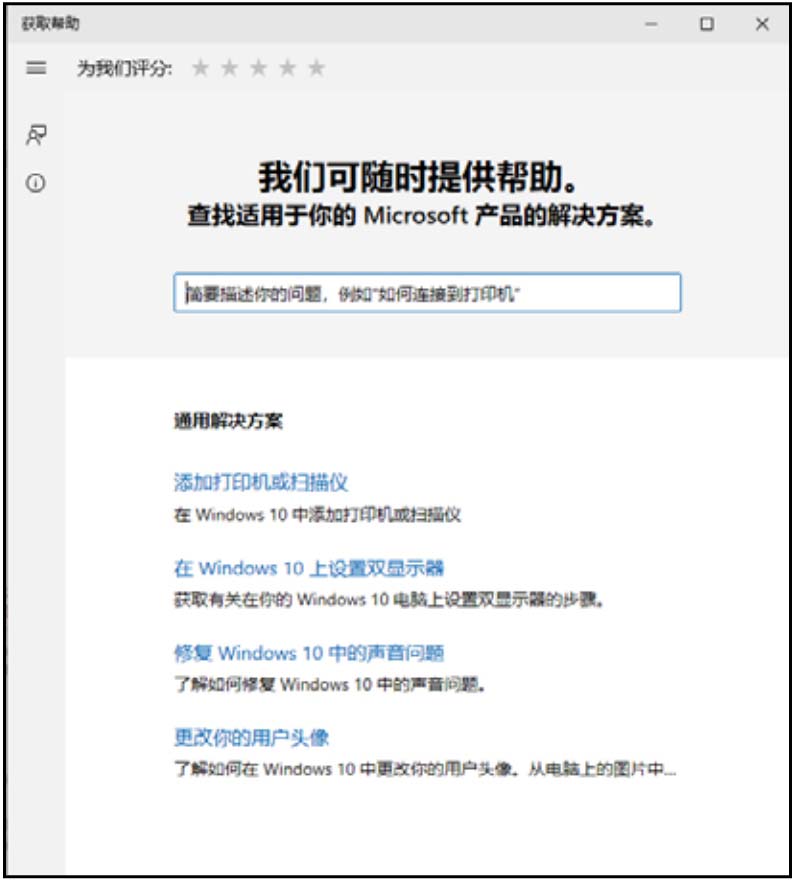 获取帮助
为我们评分:
我们可随时提供帮助。
查找适用于你的 Microsoft 产品的解决方案。
简要描述你的问题，例如"如何连接到打印机"
通用解决方案
添加打印机或扫描仪
在 Windows 10 中添加打印机或扫描仪
在 Windows 10 上设置双显示器
获取有关在你的 Windows 10 电脑上设置双显示器的步骤。
修复 Windows 10 中的声音问题
了解如何修复 Windows 10 中的声音问题。
更改你的用户头像
了解如何在 Windows 10 中更改你的用户头像。从电脑上的图片中...